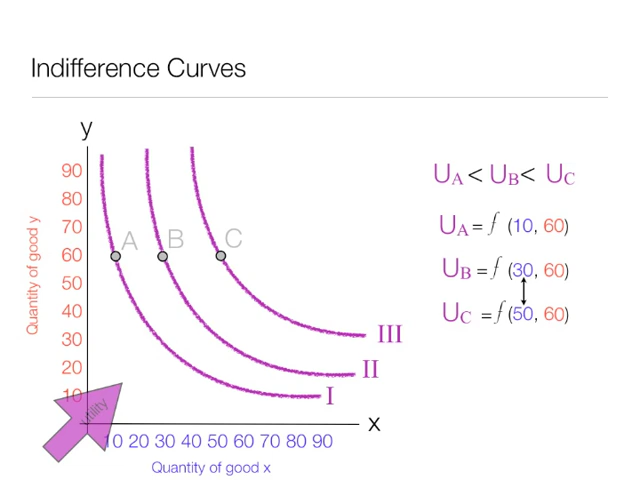 Indifference Curves
y
90
80
70
60
50
40
30
20
10
Quantity of good y
A
B
C
III
II
I
utility
x
10 20 30 40 50 60 70 80 90
Quantity of good x
UA < UB < UC
UA = f (10, 60)
UB = f (30, 60)
UC = f (50, 60)